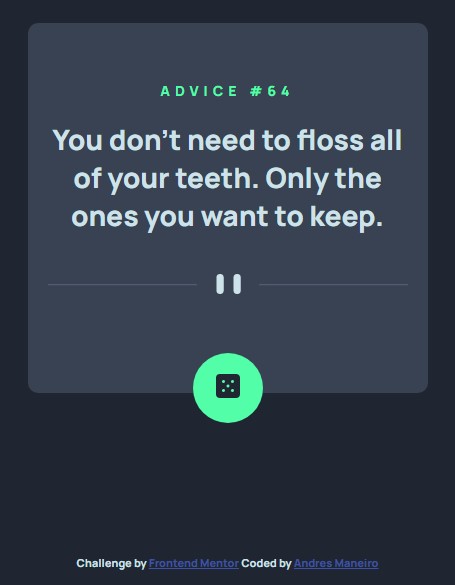 ADVICE #64
You don’t need to floss all
of your teeth. Only the
ones you want to keep.
Challenge by Frontend Mentor Coded by Andres Maneiro